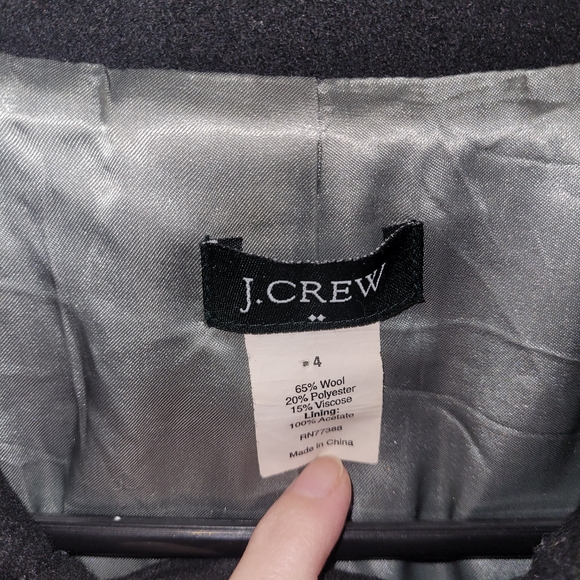 J.CREW
4
65% Wool
20% Polyester
15% Viscose
Lining:
100% Acetate
RN77388
Made in China